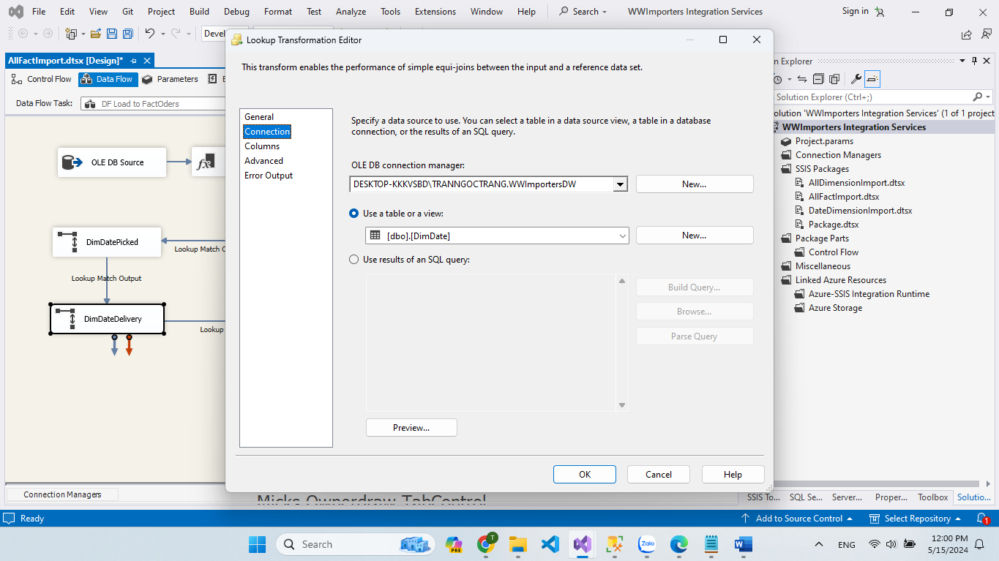 File Edit View Git Project Build Debug Format Test Analyze Tools Extensions Window Help Search WWImporters Integration Services Sign in
Devel
AllFactImport.dtsx [Design]*
Control Flow Data Flow Parameters E
Data Flow Task: DF Load to FactOders
OLE DB Source
fx
DimDatePicked
Lookup Match O
Lookup Match Output
DimDateDelivery
Lookup
Connection Managers
Lookup Transformation Editor
This transform enables the performance of simple equi-joins between the input and a reference data set.
General
Connection
Columns
Advanced
Error Output
Specify a data source to use. You can select a table in a data source view, a table in a database
connection, or the results of an SQL query.
OLE DB connection manager:
DESKTOP-KKKVSBD\TRANNGOCTRANG.WWImportersDW New...
Use a table or a view:
[dbo].[DimDate] New...
Use results of an SQL query:
Build Query...
Browse...
Parse Query
Preview...
OK Cancel Help
Micks Ownerdraw TabControl
n Explorer
Solution Explorer (Ctrl+;)
olution 'WWImporters Integration Services' (1 of 1 project
WWImporters Integration Services
Project.params
Connection Managers
SSIS Packages
AllDimensionImport.dtsx
AllFactImport.dtsx
DateDimensionImport.dtsx
Package.dtsx
Package Parts
Control Flow
Miscellaneous
Linked Azure Resources
Azure-SSIS Integration Runtime
Azure Storage
SSIS To... SQL Se... Server... Proper... Toolbox Solutio...
Ready Add to Source Control Select Repository 1
Search PRE T Zalo ENG 12:00 PM
5/15/2024